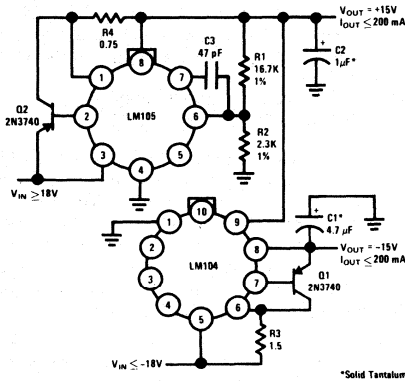 R4
0.75
VOUT = +15V
IOUT ≤ 200 mA
C3
47 pF
R1
16.7K
1%
C2
1μF*
8
1
7
Q2
2N3740
2
LM105
6
R2
2.3K
1%
3
5
4
VIN ≥18V
10
1
9
C1*
4.7 μF
2
8
VOUT = -15V
IOUT ≤ 200 mA
LM104
3
7
Q1
2N3740
4
6
5
R3
1.5
VIN ≤ -18V
*Solid Tantalum